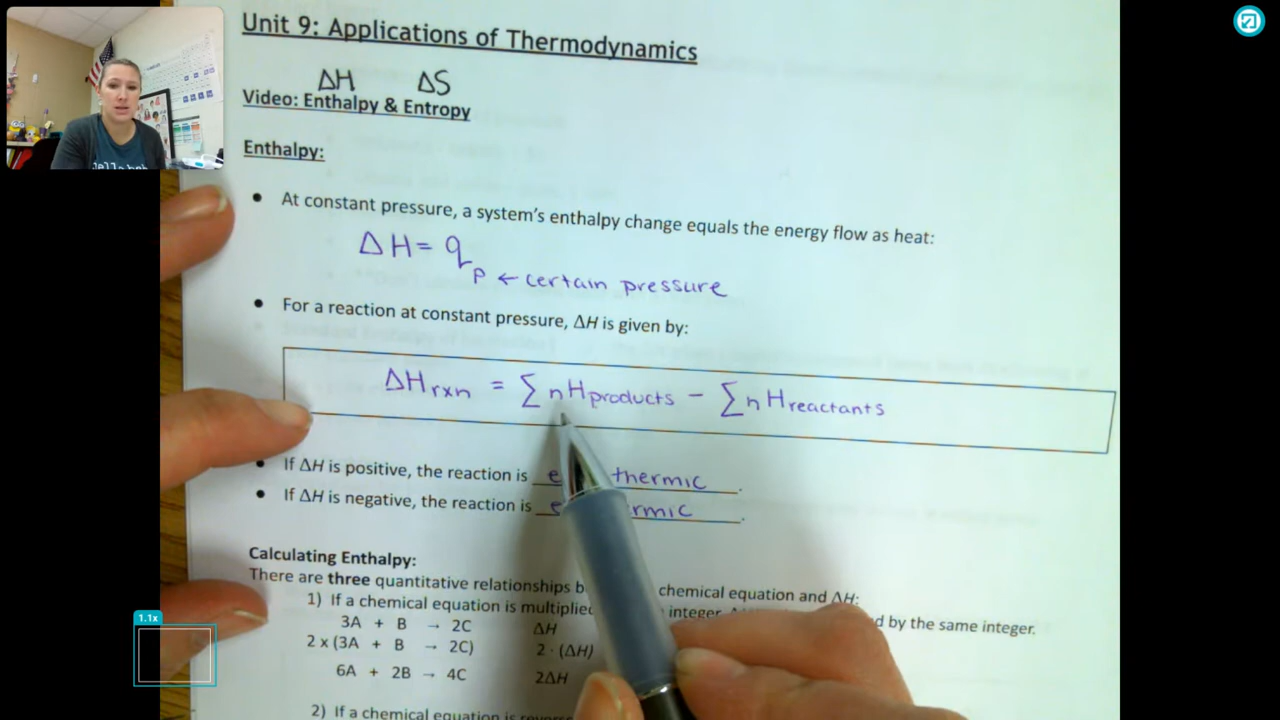 Unit 9: Applications of Thermodynamics
ΔH ΔS
Video: Enthalpy & Entropy
Enthalpy:
• At constant pressure, a system's enthalpy change equals the energy flow as heat:
ΔH = qp ← certain pressure
• For a reaction at constant pressure, ΔH is given by:
ΔHrxn = ∑nHproducts − ∑nHreactants
• If ΔH is positive, the reaction is thermic.
• If ΔH is negative, the reaction is
Calculating Enthalpy:
There are three quantitative relationships chemical equation and ΔH:
1) If a chemical equation is integer, by the same integer.
3A + B → 2C ΔH
2 x (3A + B → 2C) 2 · (ΔH)
6A + 2B → 4C 2ΔH
2) If a chemical equation is
1.1x